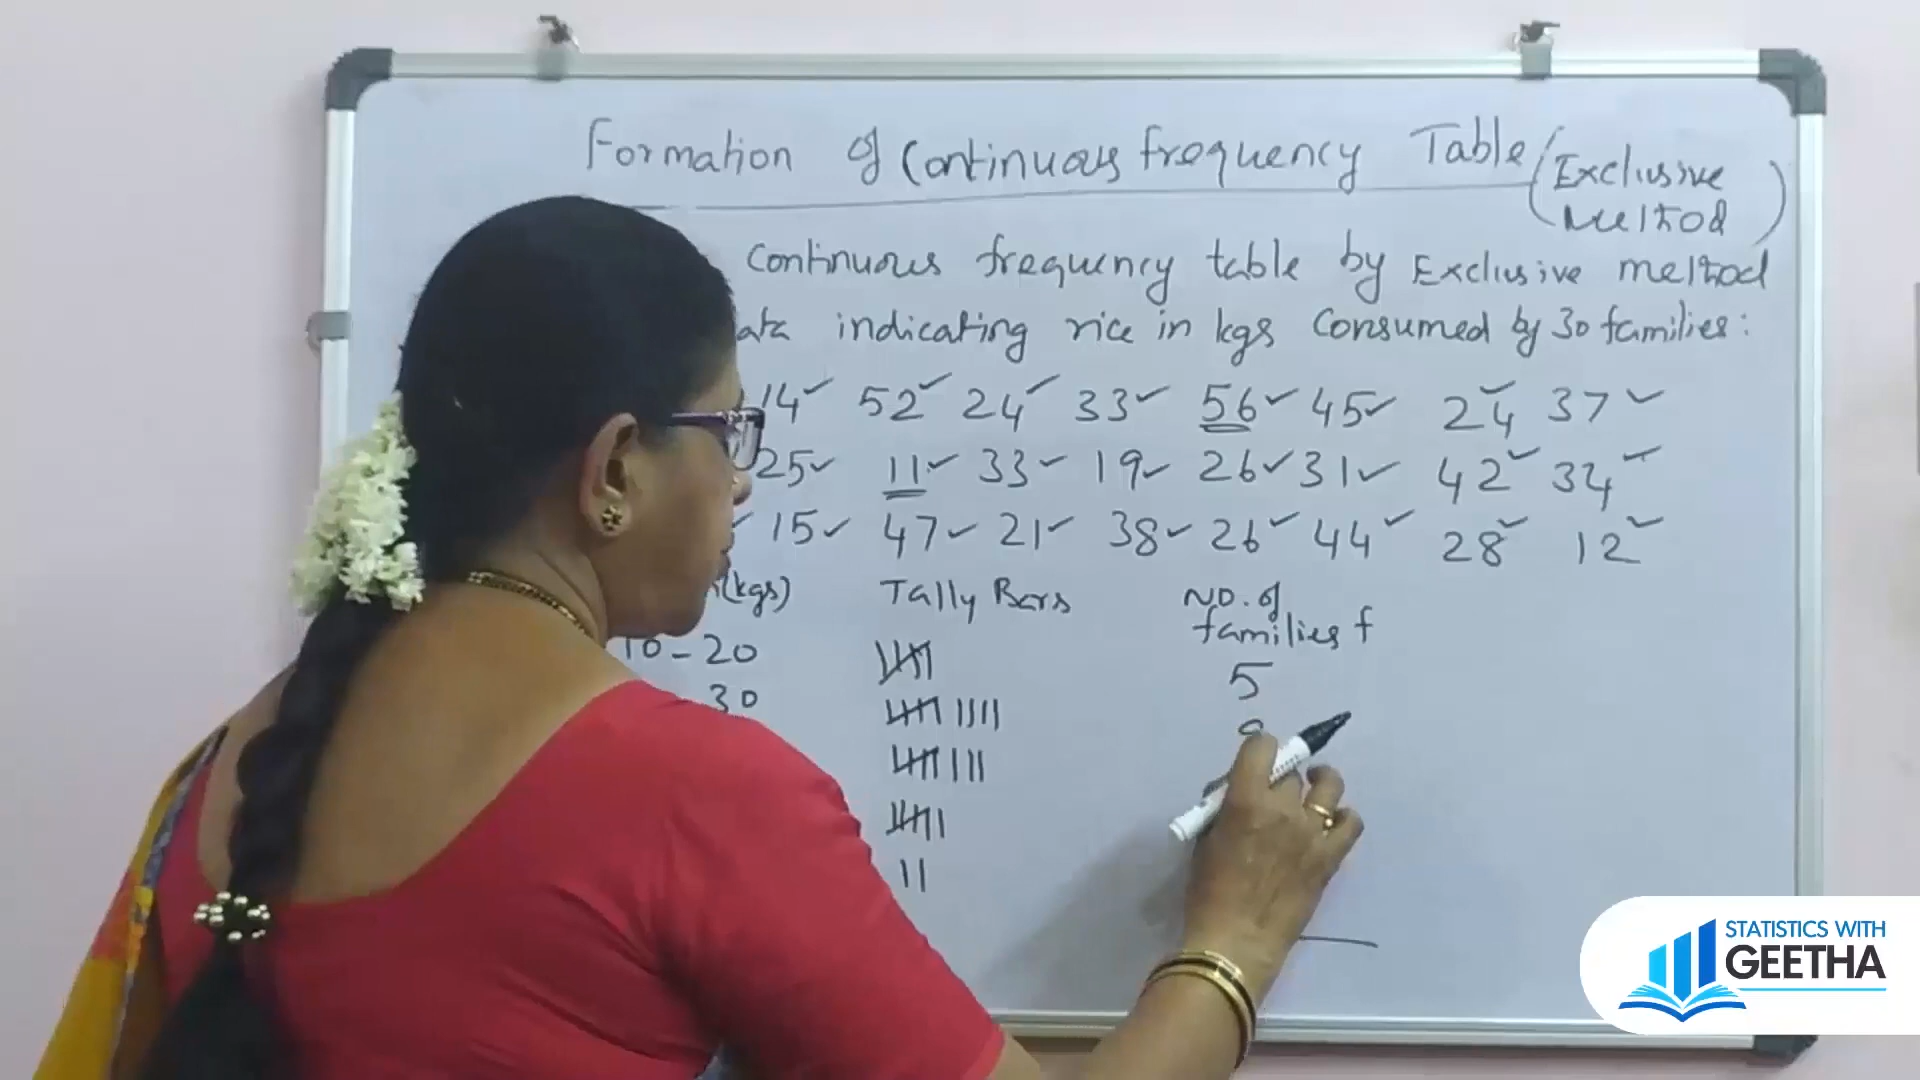 Formation of Continuous frequency Table (Exclusive Method)
Continuous frequency table by Exclusive method
indicating rice in kgs Consumed by 30 families:
14 52 24 33 56 45 24 37
25 11 33 19 26 31 42 34
15 47 21 38 26 44 28 12
(kgs) Tally Bars No. of families f
10 - 20 5
30
STATISTICS WITH
GEETHA